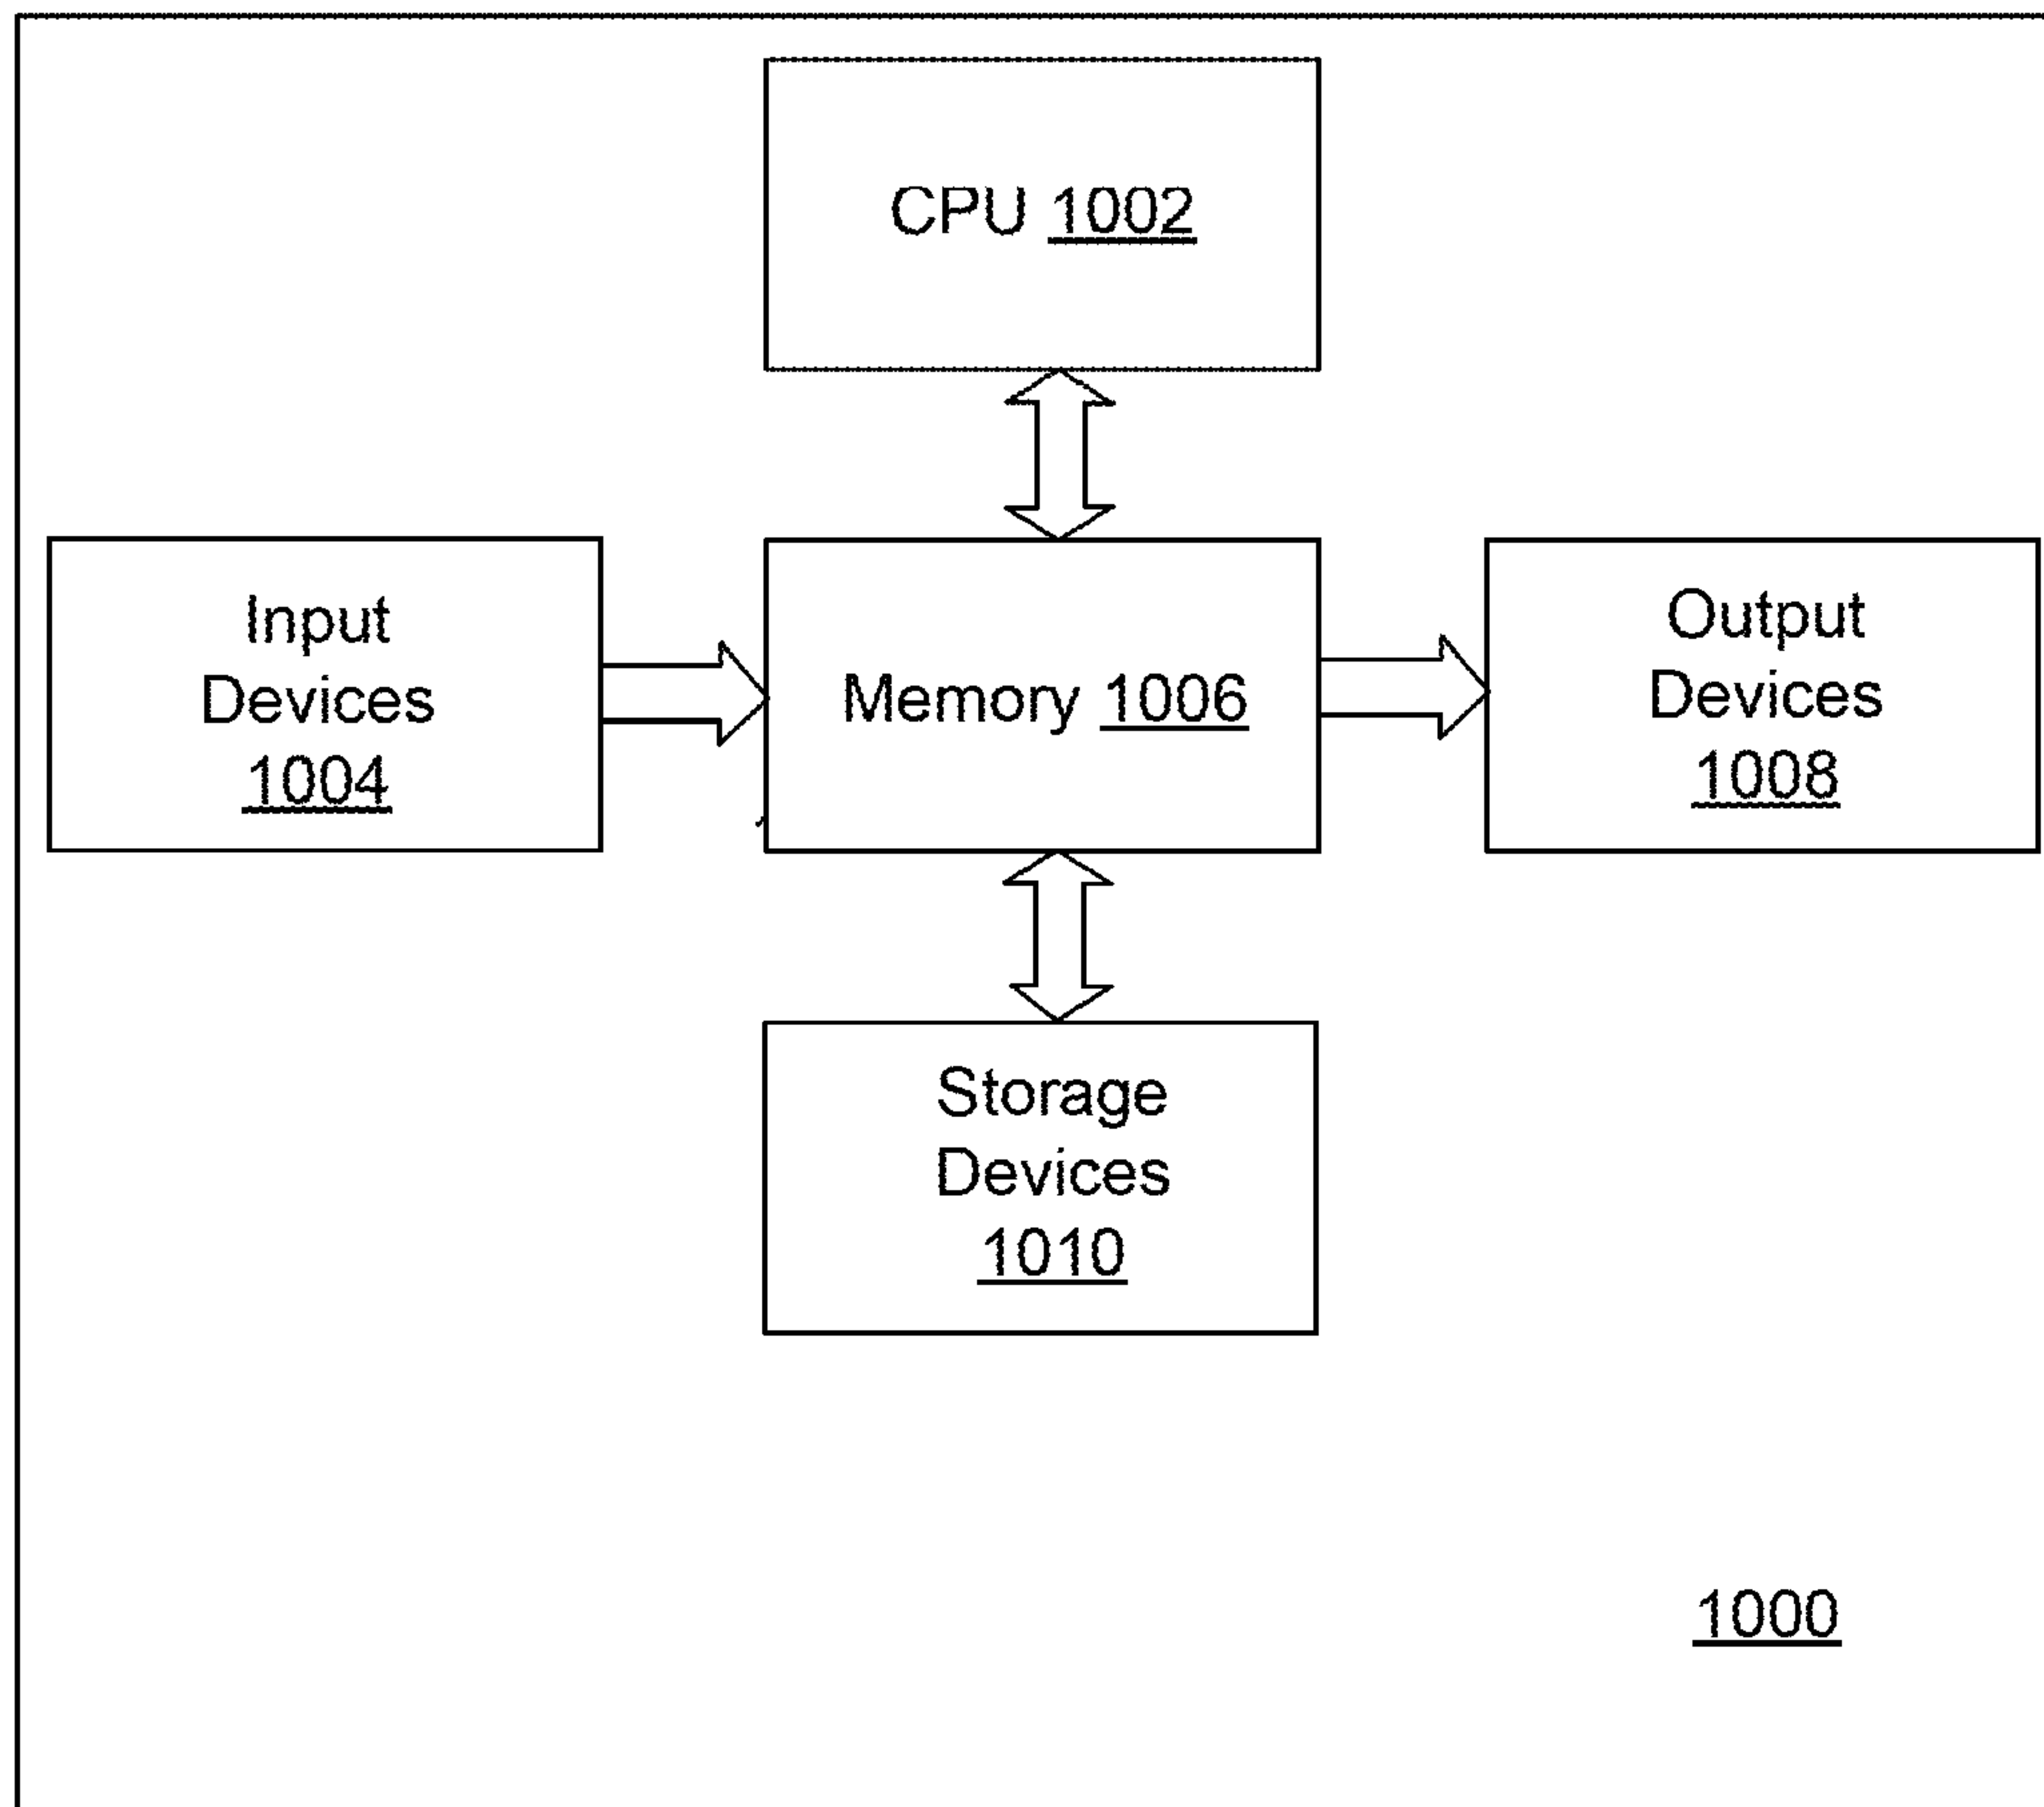 CPU 1002
Input
Devices
1004
Memory 1006
Output
Devices
1008
Storage
Devices
1010
1000